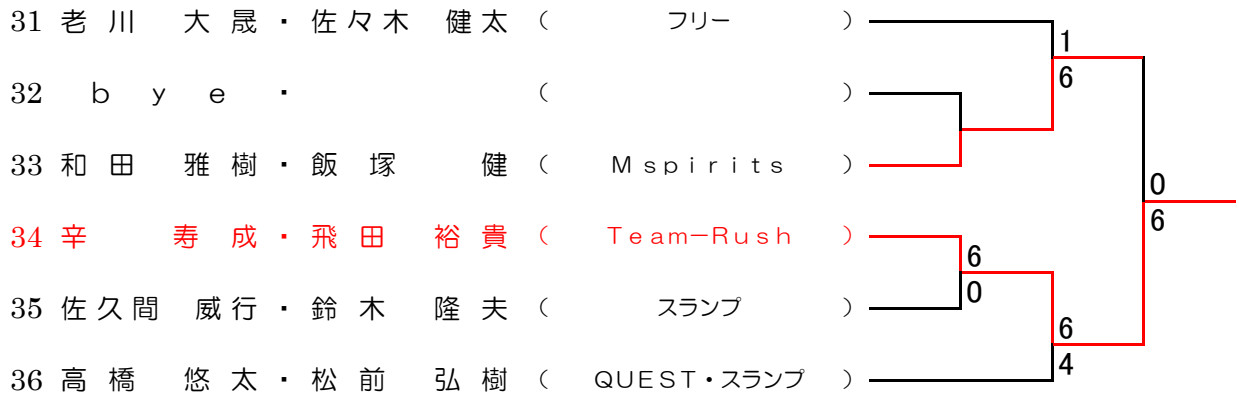 31 老川 大晟・佐々木 健太 ( フリー )
1
6
32 bye・ ( )
33 和田 雅樹・飯塚 健 ( Mspirits )
0
6
34 辛 寿成・飛田 裕貴 ( Team-Rush )
6
0
35 佐久間 威行・鈴木 隆夫 ( スランプ )
6
4
36 高橋 悠太・松前 弘樹 ( QUEST・スランプ )